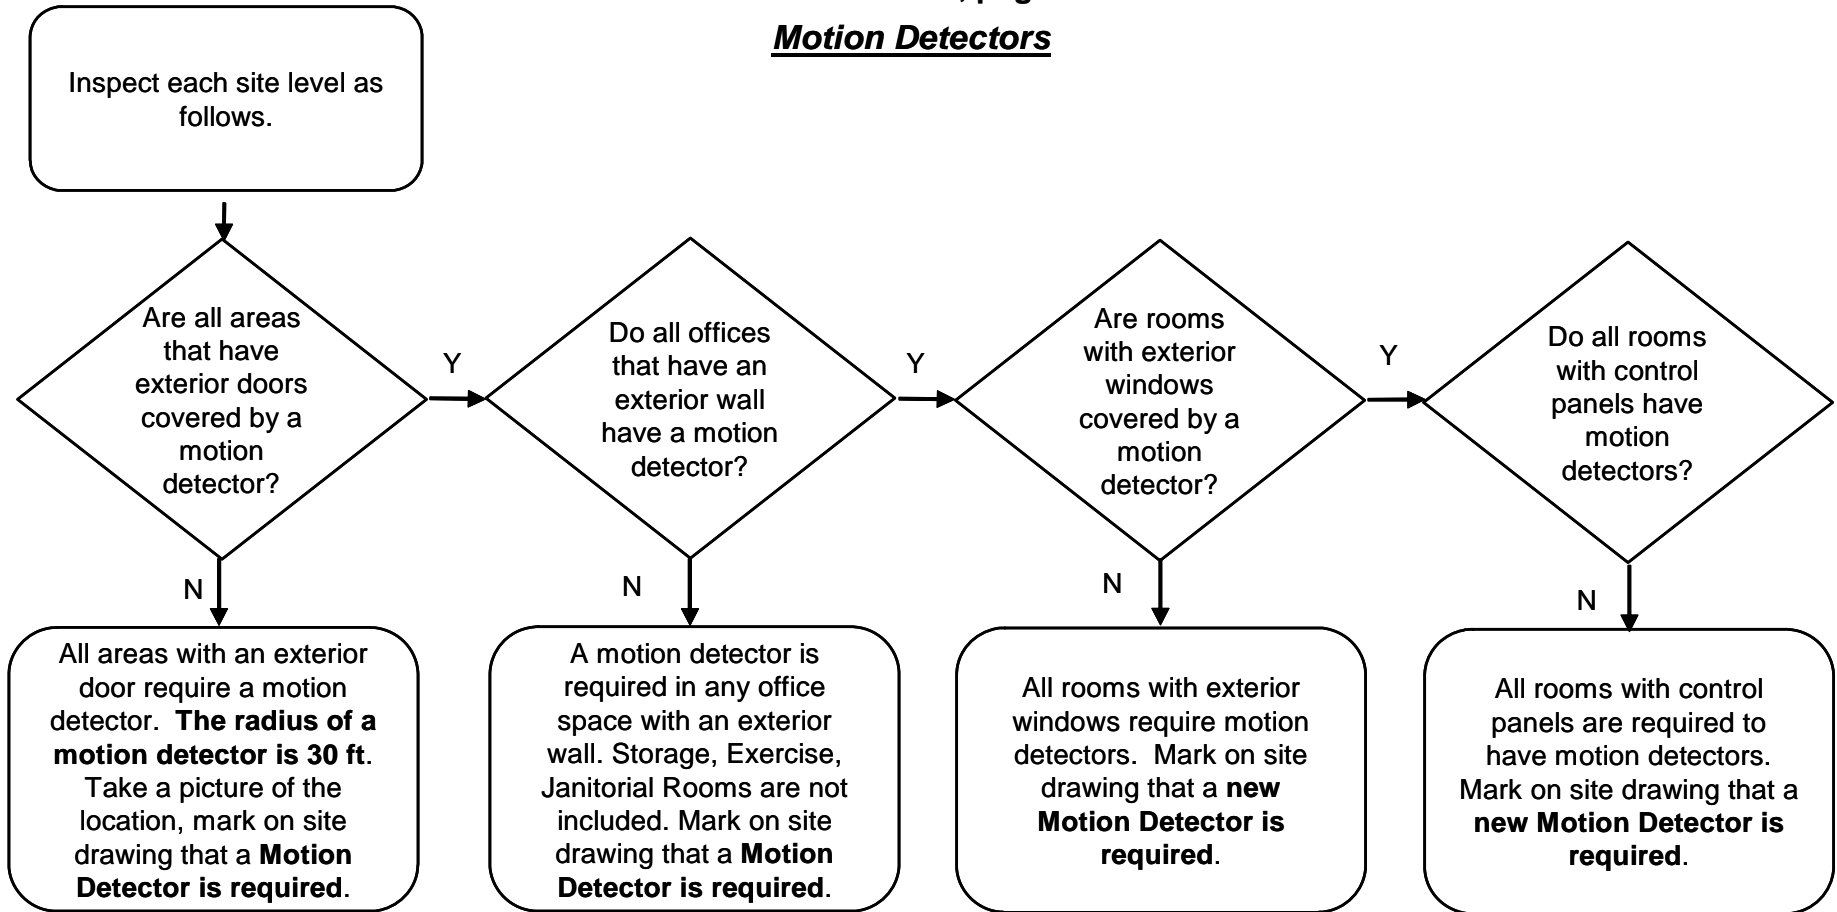 Motion Detectors
Inspect each site level as
follows.
Are all areas
that have
exterior doors
covered by a
motion
detector?
Y
Do all offices
that have an
exterior wall
have a motion
detector?
Y
Are rooms
with exterior
windows
covered by a
motion
detector?
Y
Do all rooms
with control
panels have
motion
detectors?
N
N
N
N
All areas with an exterior
door require a motion
detector.  The radius of a
motion detector is 30 ft.
Take a picture of the
location, mark on site
drawing that a Motion
Detector is required.
A motion detector is
required in any office
space with an exterior
wall. Storage, Exercise,
Janitorial Rooms are not
included. Mark on site
drawing that a Motion
Detector is required.
All rooms with exterior
windows require motion
detectors.  Mark on site
drawing that a new
Motion Detector is
required.
All rooms with control
panels are required to
have motion detectors.
Mark on site drawing that a
new Motion Detector is
required.